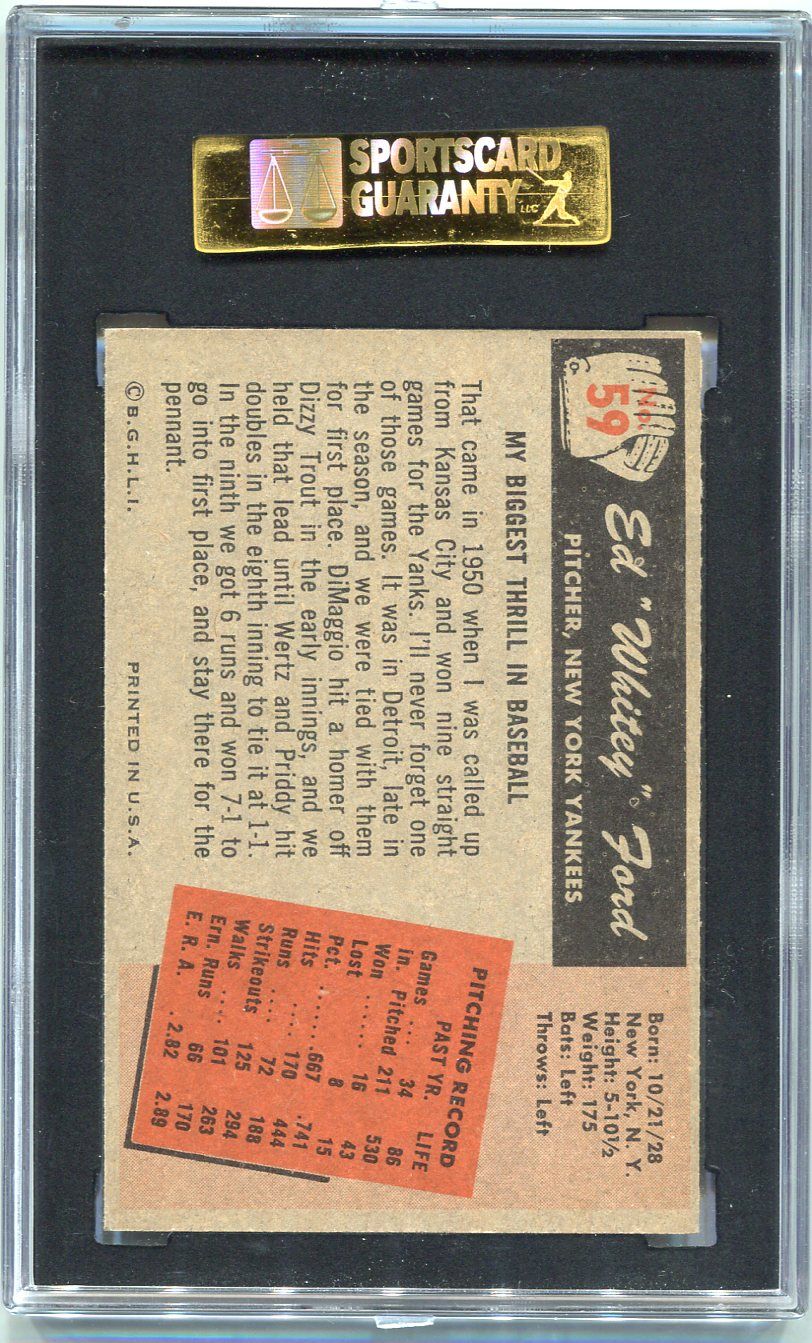 SPORTSCARD
GUARANTY LLC
No.
59
Ed "Whitey" Ford
PITCHER, NEW YORK YANKEES
Born: 10/21/28
New York, N. Y.
Height: 5-10½
Weight: 175
Bats: Left
Throws: Left
MY BIGGEST THRILL IN BASEBALL
That came in 1950 when I was called up
from Kansas City and won nine straight
games for the Yanks. I'll never forget one
of those games. It was in Detroit, late in
the season, and we were tied with them
for first place. DiMaggio hit a homer off
Dizzy Trout in the early innings, and we
held that lead until Wertz and Priddy hit
doubles in the eighth inning to tie it at 1-1.
In the ninth we got 6 runs and won 7-1 to
go into first place, and stay there for the
pennant.
PITCHING RECORD
PAST YR. LIFE
Games .... 34 86
In. Pitched 211 530
Won ...... 16 43
Lost ...... 8 15
Pct. ...... .667 .741
Hits ...... 170 444
Runs .... 72 188
Strikeouts 125 294
Walks .... 101 263
Ern. Runs 66 170
E. R. A. . 2.82 2.89
© B. G. H. L. I. PRINTED IN U. S. A.